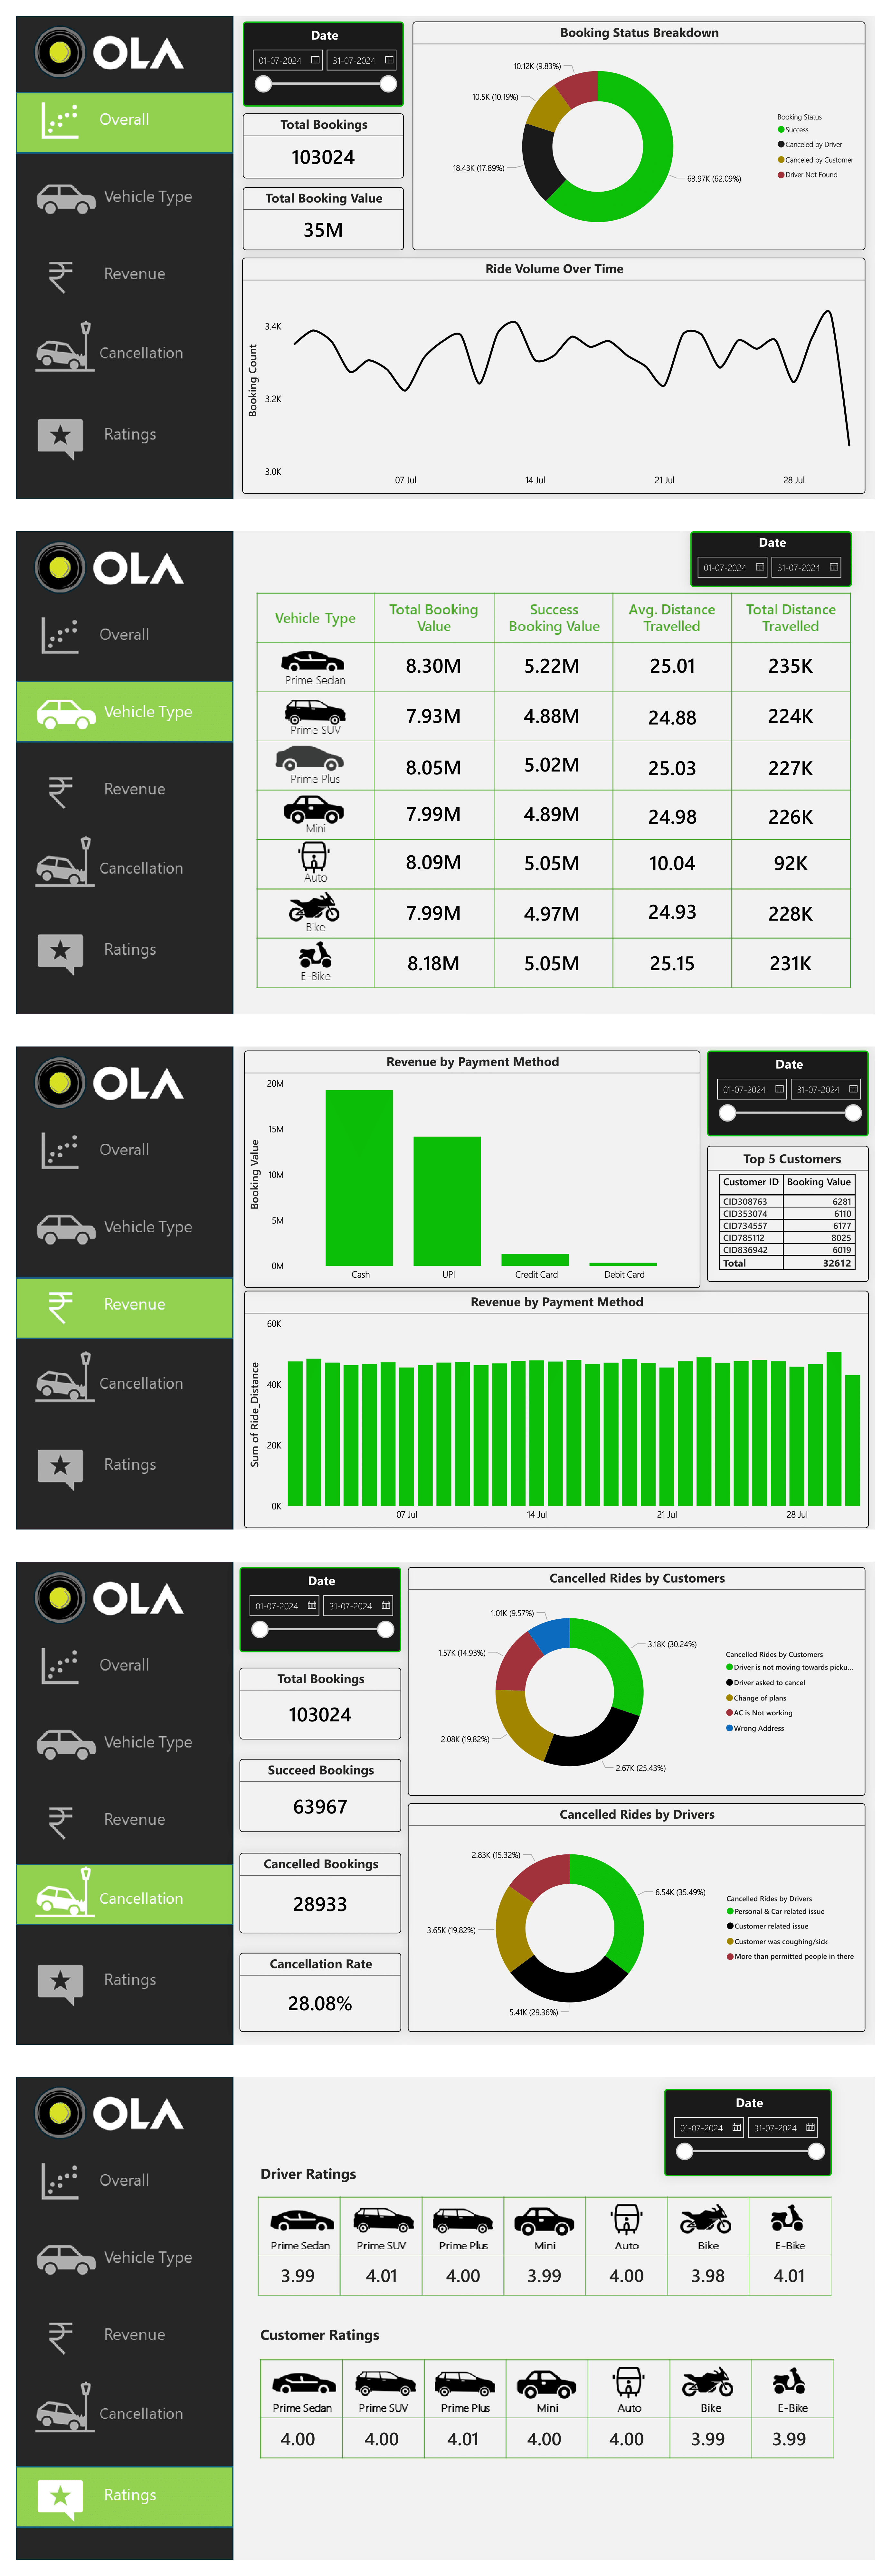 OLA
Overall
Vehicle Type
Revenue
Cancellation
Ratings
Date
01-07-2024 31-07-2024
Total Bookings
103024
Total Booking Value
35M
Booking Status Breakdown
10.12K (9.83%)
10.5K (10.19%)
18.43K (17.89%)
63.97K (62.09%)
Booking Status
Success
Canceled by Driver
Canceled by Customer
Driver Not Found
Ride Volume Over Time
Booking Count
3.4K
3.2K
3.0K
07 Jul 14 Jul 21 Jul 28 Jul
OLA
Overall
Vehicle Type
Revenue
Cancellation
Ratings
Date
01-07-2024 31-07-2024
Vehicle Type Total Booking Value Success Booking Value Avg. Distance Travelled Total Distance Travelled
Prime Sedan 8.30M 5.22M 25.01 235K
Prime SUV 7.93M 4.88M 24.88 224K
Prime Plus 8.05M 5.02M 25.03 227K
Mini 7.99M 4.89M 24.98 226K
Auto 8.09M 5.05M 10.04 92K
Bike 7.99M 4.97M 24.93 228K
E-Bike 8.18M 5.05M 25.15 231K
OLA
Overall
Vehicle Type
Revenue
Cancellation
Ratings
Revenue by Payment Method
Booking Value
20M
15M
10M
5M
0M
Cash UPI Credit Card Debit Card
Date
01-07-2024 31-07-2024
Top 5 Customers
Customer ID Booking Value
CID308763 6281
CID353074 6110
CID734557 6177
CID785112 8025
CID836942 6019
Total 32612
Revenue by Payment Method
Sum of Ride_Distance
60K
40K
20K
0K
07 Jul 14 Jul 21 Jul 28 Jul
OLA
Overall
Vehicle Type
Revenue
Cancellation
Ratings
Date
01-07-2024 31-07-2024
Total Bookings
103024
Succeed Bookings
63967
Cancelled Bookings
28933
Cancellation Rate
28.08%
Cancelled Rides by Customers
1.01K (9.57%)
1.57K (14.93%)
3.18K (30.24%)
2.08K (19.82%)
2.67K (25.43%)
Cancelled Rides by Customers
Driver is not moving towards picku...
Driver asked to cancel
Change of plans
AC is Not working
Wrong Address
Cancelled Rides by Drivers
2.83K (15.32%)
6.54K (35.49%)
3.65K (19.82%)
5.41K (29.36%)
Cancelled Rides by Drivers
Personal & Car related issue
Customer related issue
Customer was coughing/sick
More than permitted people in there
OLA
Overall
Vehicle Type
Revenue
Cancellation
Ratings
Date
01-07-2024 31-07-2024
Driver Ratings
Prime Sedan Prime SUV Prime Plus Mini Auto Bike E-Bike
3.99 4.01 4.00 3.99 4.00 3.98 4.01
Customer Ratings
Prime Sedan Prime SUV Prime Plus Mini Auto Bike E-Bike
4.00 4.00 4.01 4.00 4.00 3.99 3.99